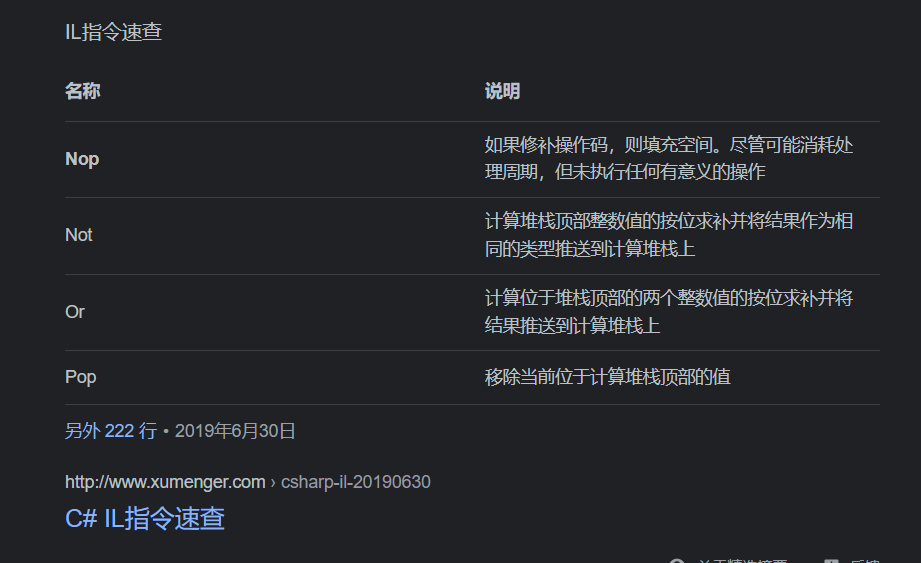 IL指令速查
名称 说明
Nop 如果修补操作码，则填充空间。尽管可能消耗处
理周期，但未执行任何有意义的操作
Not 计算堆栈顶部整数值的按位求补并将结果作为相
同的类型推送到计算堆栈上
Or 计算位于堆栈顶部的两个整数值的按位求补并将
结果推送到计算堆栈上
Pop 移除当前位于计算堆栈顶部的值
另外 222 行 • 2019年6月30日
http://www.xumenger.com › csharp-il-20190630
C# IL指令速查